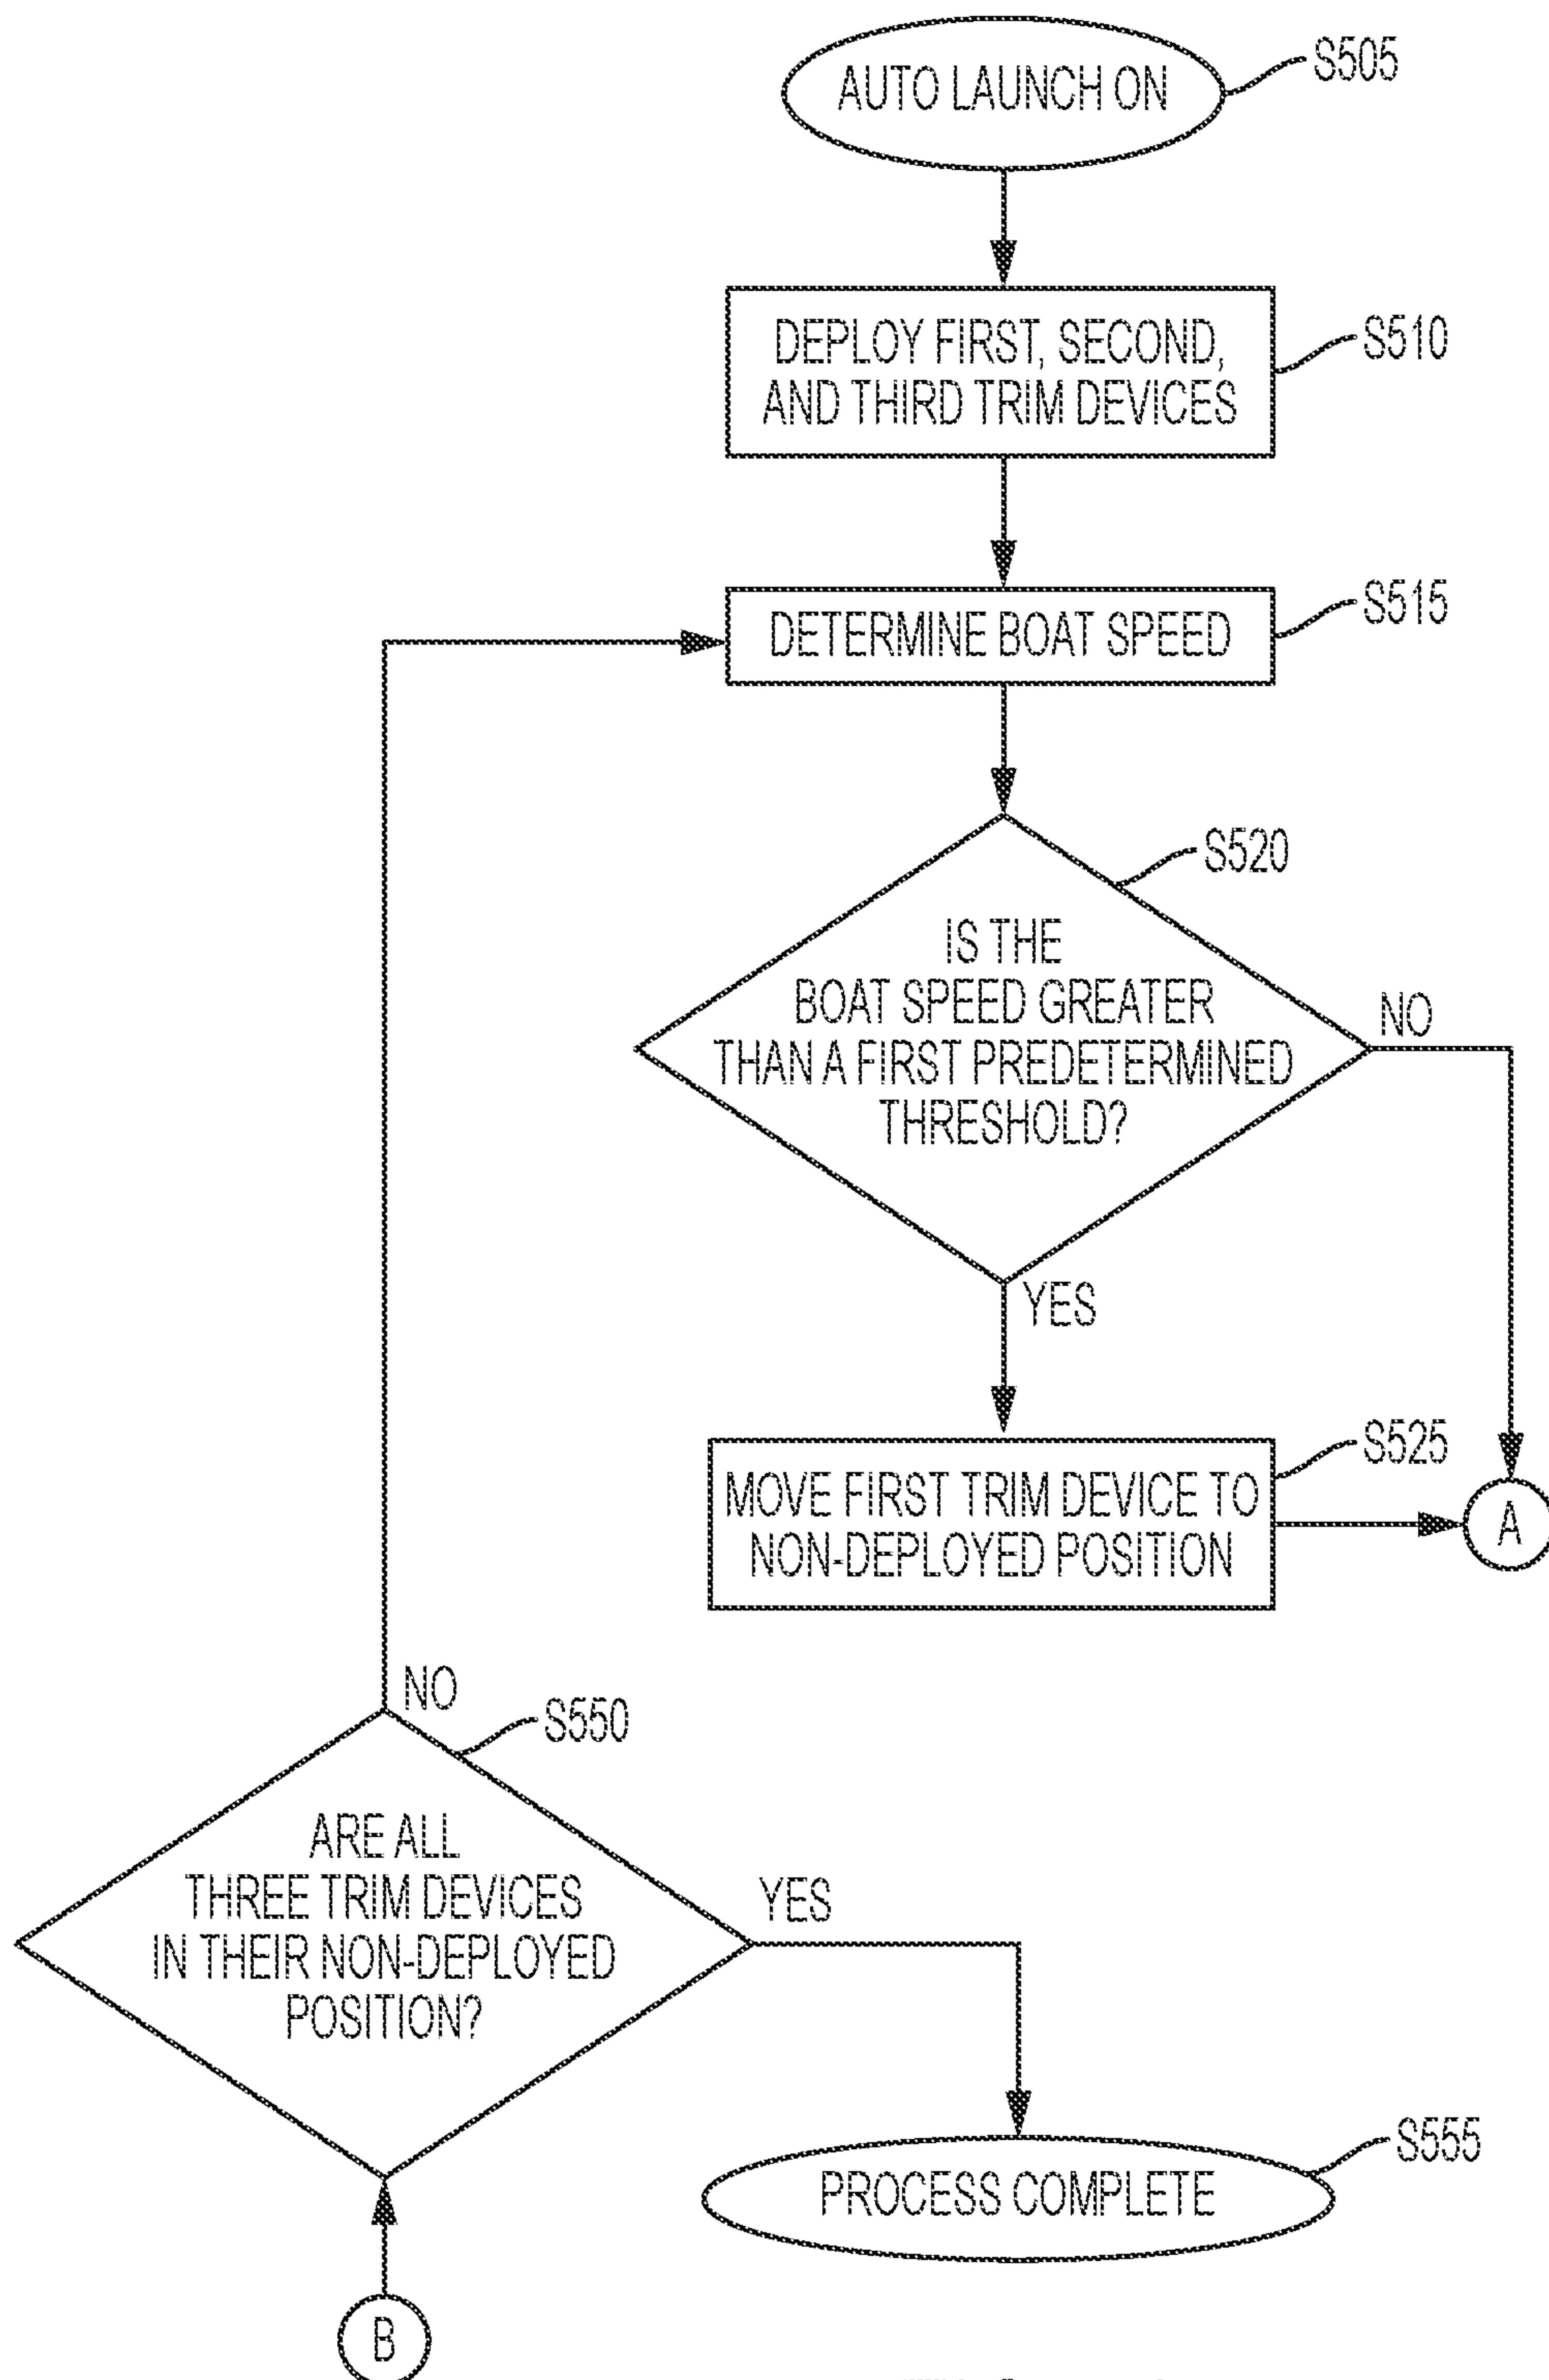 AUTO LAUNCH ON
S505
DEPLOY FIRST, SECOND,
AND THIRD TRIM DEVICES
S510
DETERMINE BOAT SPEED
S515
S520
IS THE
BOAT SPEED GREATER
THAN A FIRST PREDETERMINED
THRESHOLD?
NO
YES
MOVE FIRST TRIM DEVICE TO
NON-DEPLOYED POSITION
S525
A
NO
S550
ARE ALL
THREE TRIM DEVICES
IN THEIR NON-DEPLOYED
POSITION?
YES
PROCESS COMPLETE
S555
B